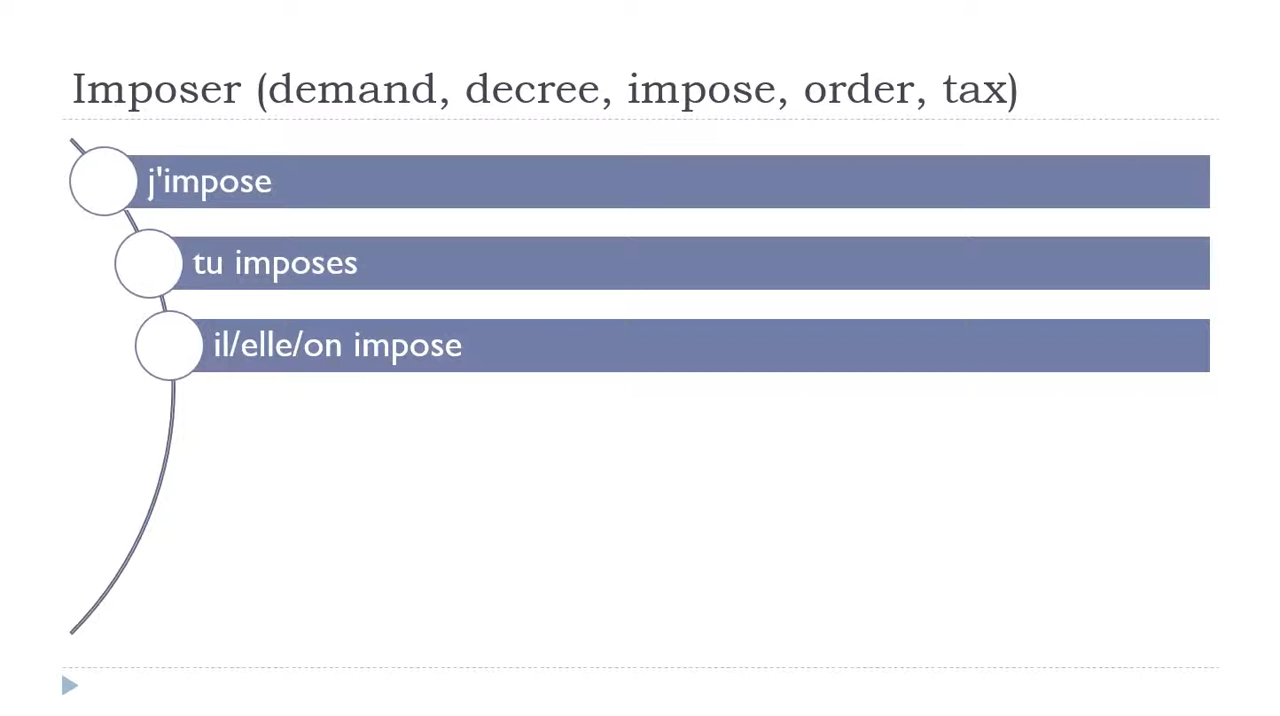 Imposer (demand, decree, impose, order, tax)
j'impose
tu imposes
il/elle/on impose